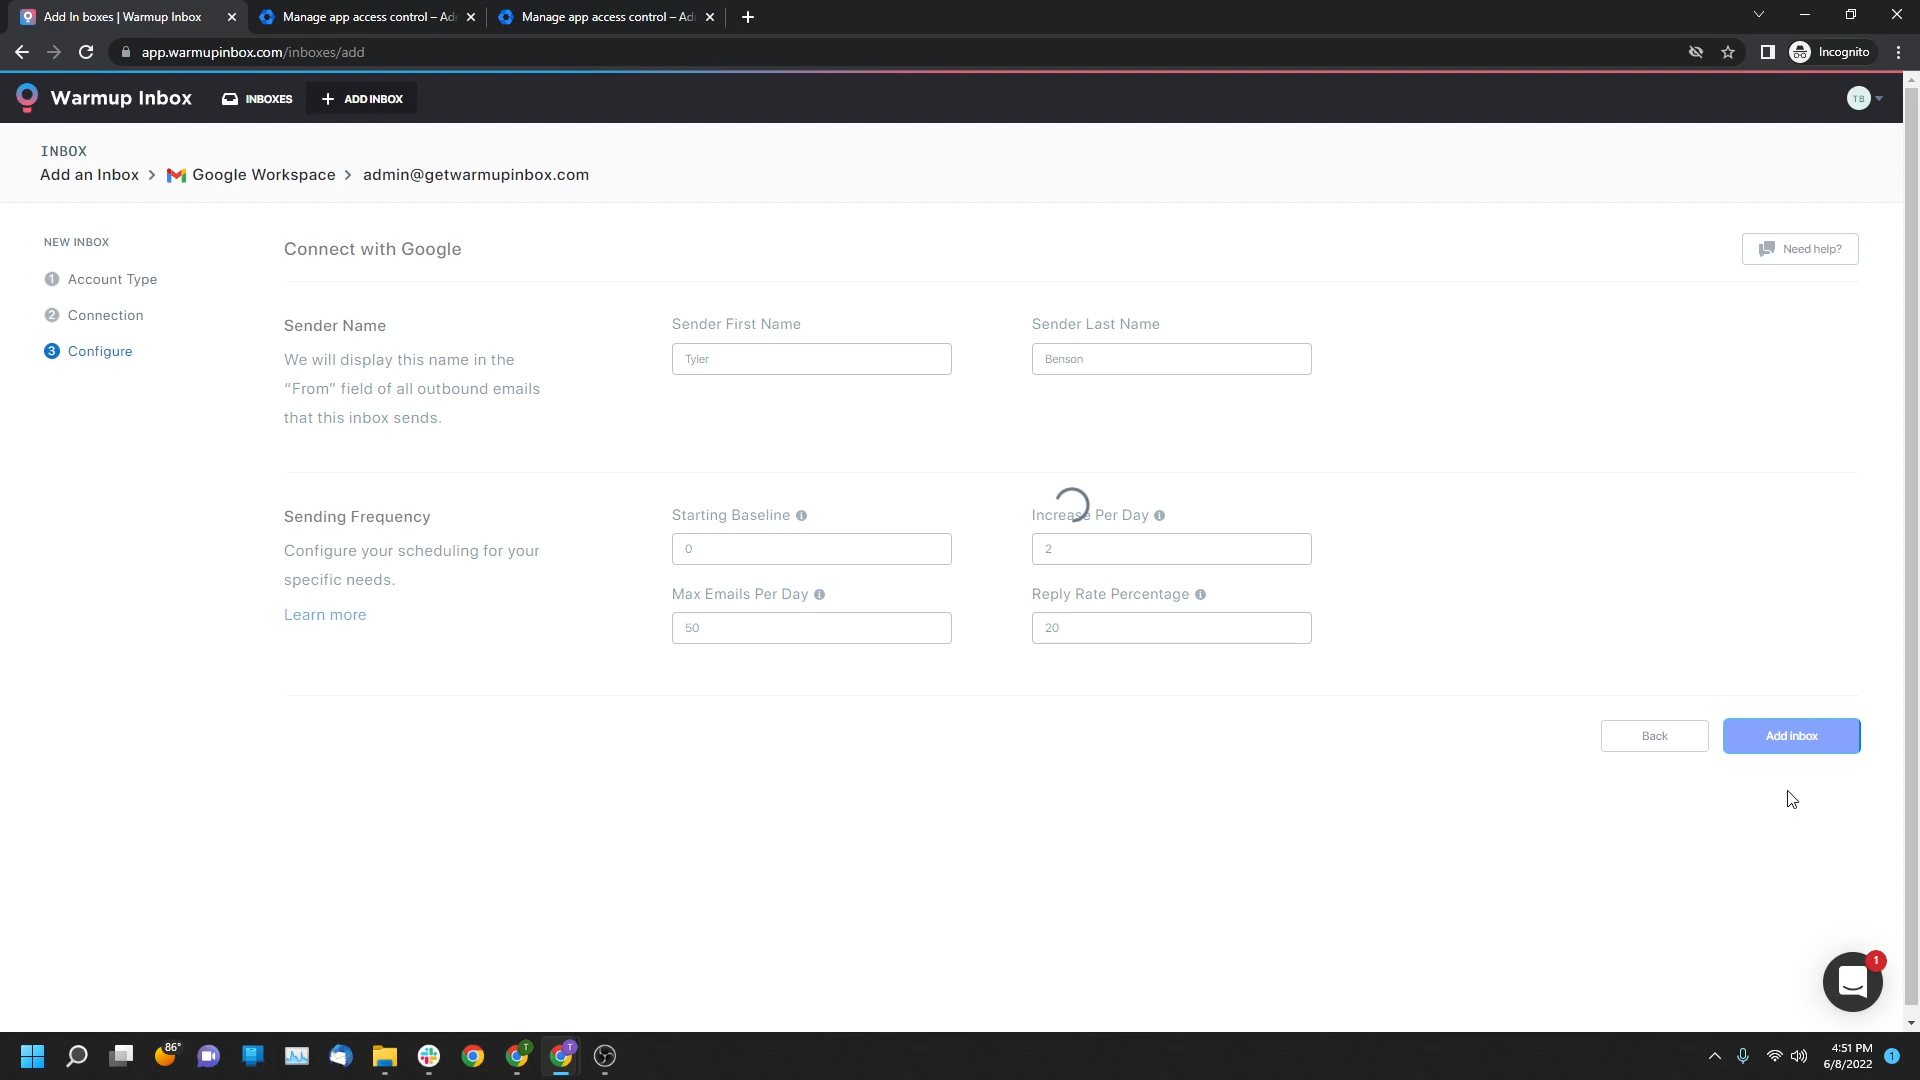 Add In boxes | Warmup Inbox
Manage app access control – Ad
Manage app access control – Ad
app.warmupinbox.com/inboxes/add
Incognito
Warmup Inbox
INBOXES
ADD INBOX
TB
INBOX
Add an Inbox > Google Workspace > admin@getwarmupinbox.com
NEW INBOX
1 Account Type
2 Connection
3 Configure
Connect with Google
Need help?
Sender Name
We will display this name in the
“From” field of all outbound emails
that this inbox sends.
Sender First Name
Tyler
Sender Last Name
Benson
Sending Frequency
Configure your scheduling for your
specific needs.
Learn more
Starting Baseline
0
Increase Per Day
2
Max Emails Per Day
50
Reply Rate Percentage
20
Back
Add inbox
1
86°
T
T
4:51 PM
6/8/2022
1